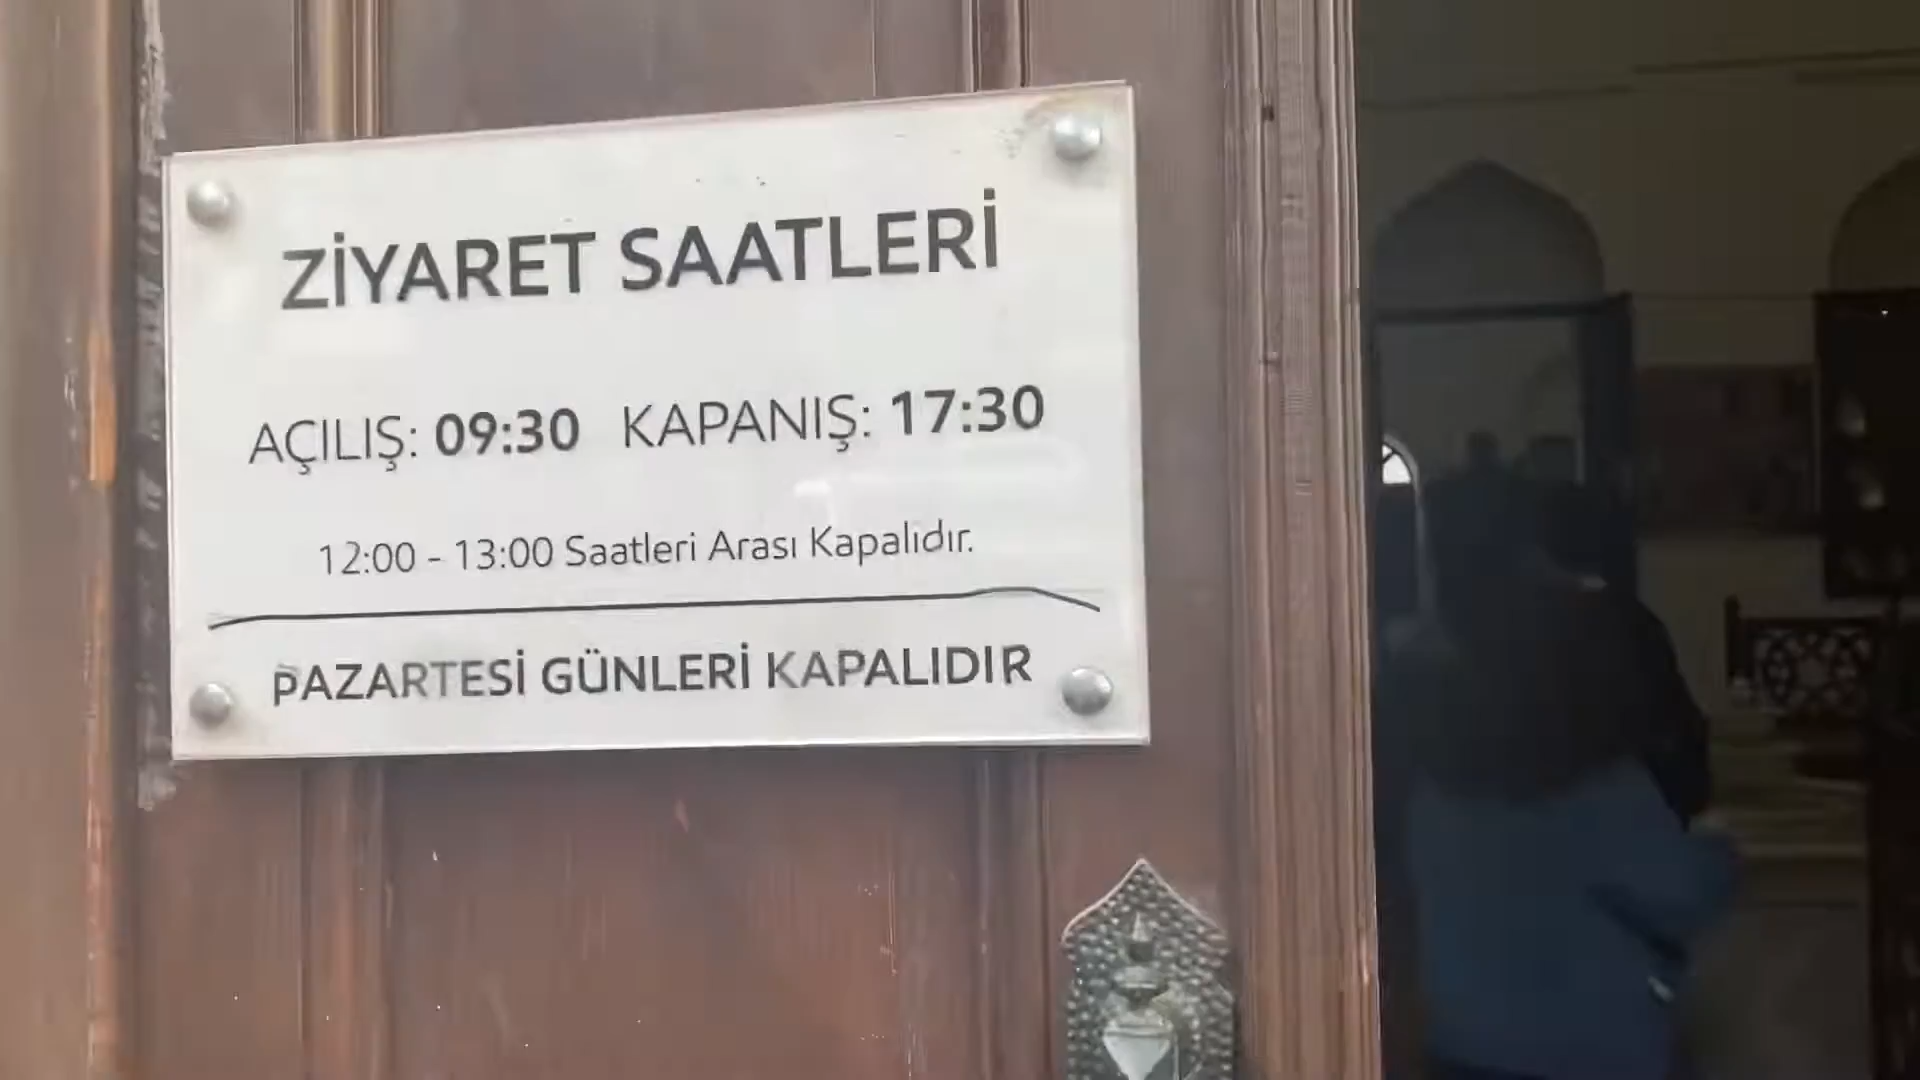 ZİYARET SAATLERİ
AÇILIŞ: 09:30 KAPANIŞ: 17:30
12:00 - 13:00 Saatleri Arası Kapalıdır.
PAZARTESİ GÜNLERİ KAPALIDIR